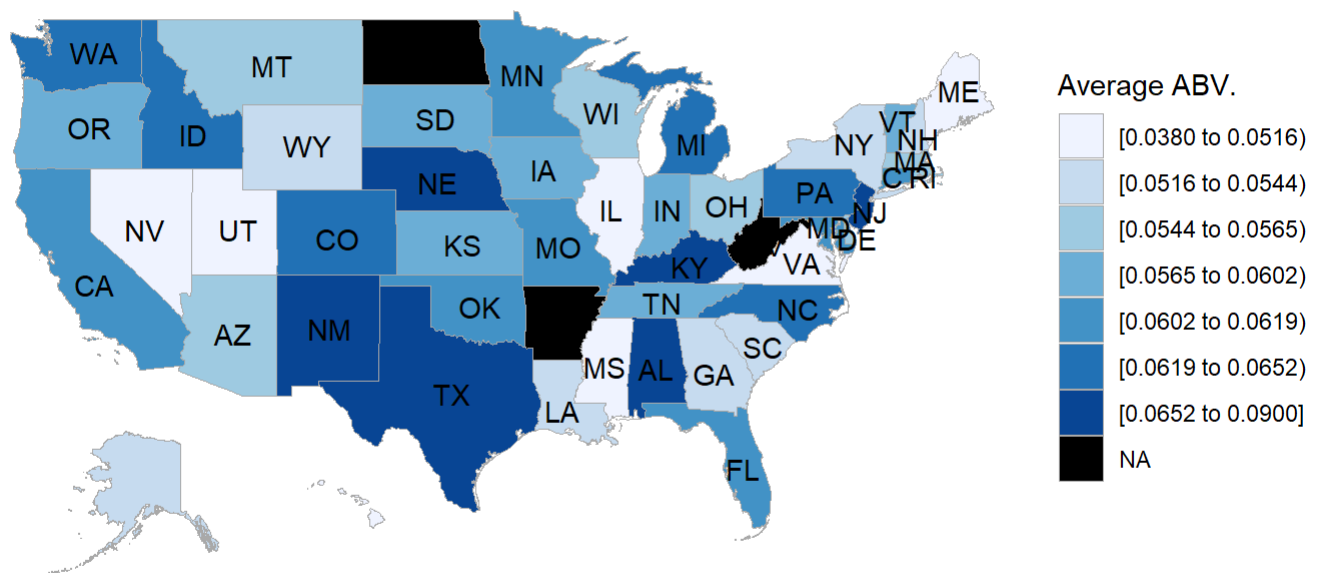 WA
MT
MN
ME
OR
ID
WY
SD
WI
MI
NY
VT
NH
MA
CT
RI
NE
IA
PA
NJ
NV
UT
CO
KS
MO
IL
IN
OH
MD
DE
CA
AZ
NM
OK
KY
VA
TN
NC
SC
TX
LA
MS
AL
GA
FL
Average ABV.
[0.0380 to 0.0516)
[0.0516 to 0.0544)
[0.0544 to 0.0565)
[0.0565 to 0.0602)
[0.0602 to 0.0619)
[0.0619 to 0.0652)
[0.0652 to 0.0900]
NA